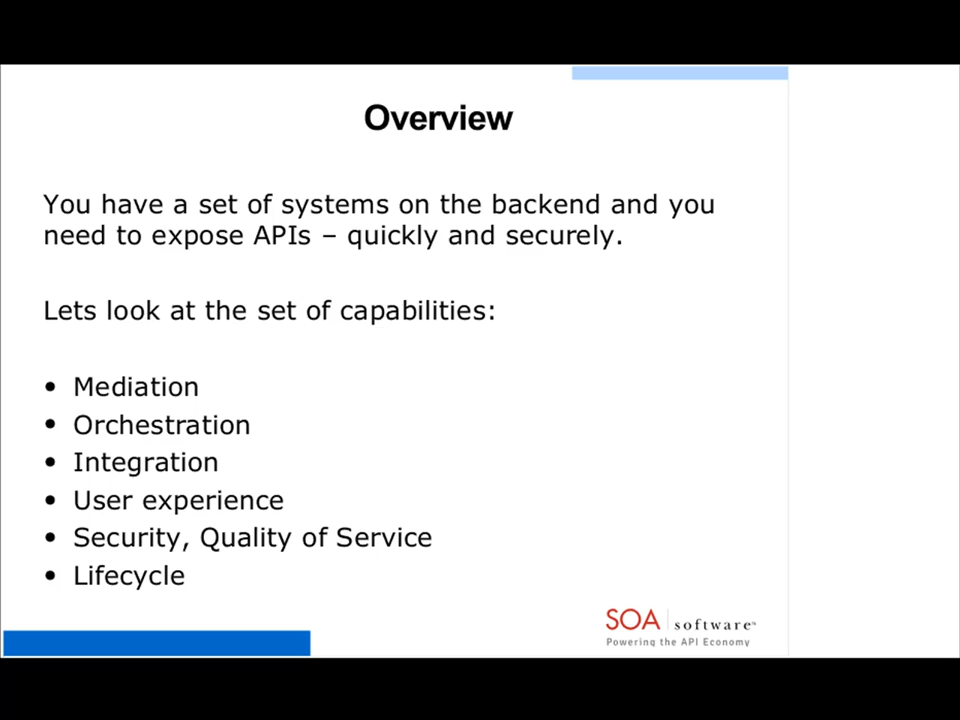 Overview
You have a set of systems on the backend and you
need to expose APIs – quickly and securely.
Lets look at the set of capabilities:
• Mediation
• Orchestration
• Integration
• User experience
• Security, Quality of Service
• Lifecycle
SOA software™
Powering the API Economy